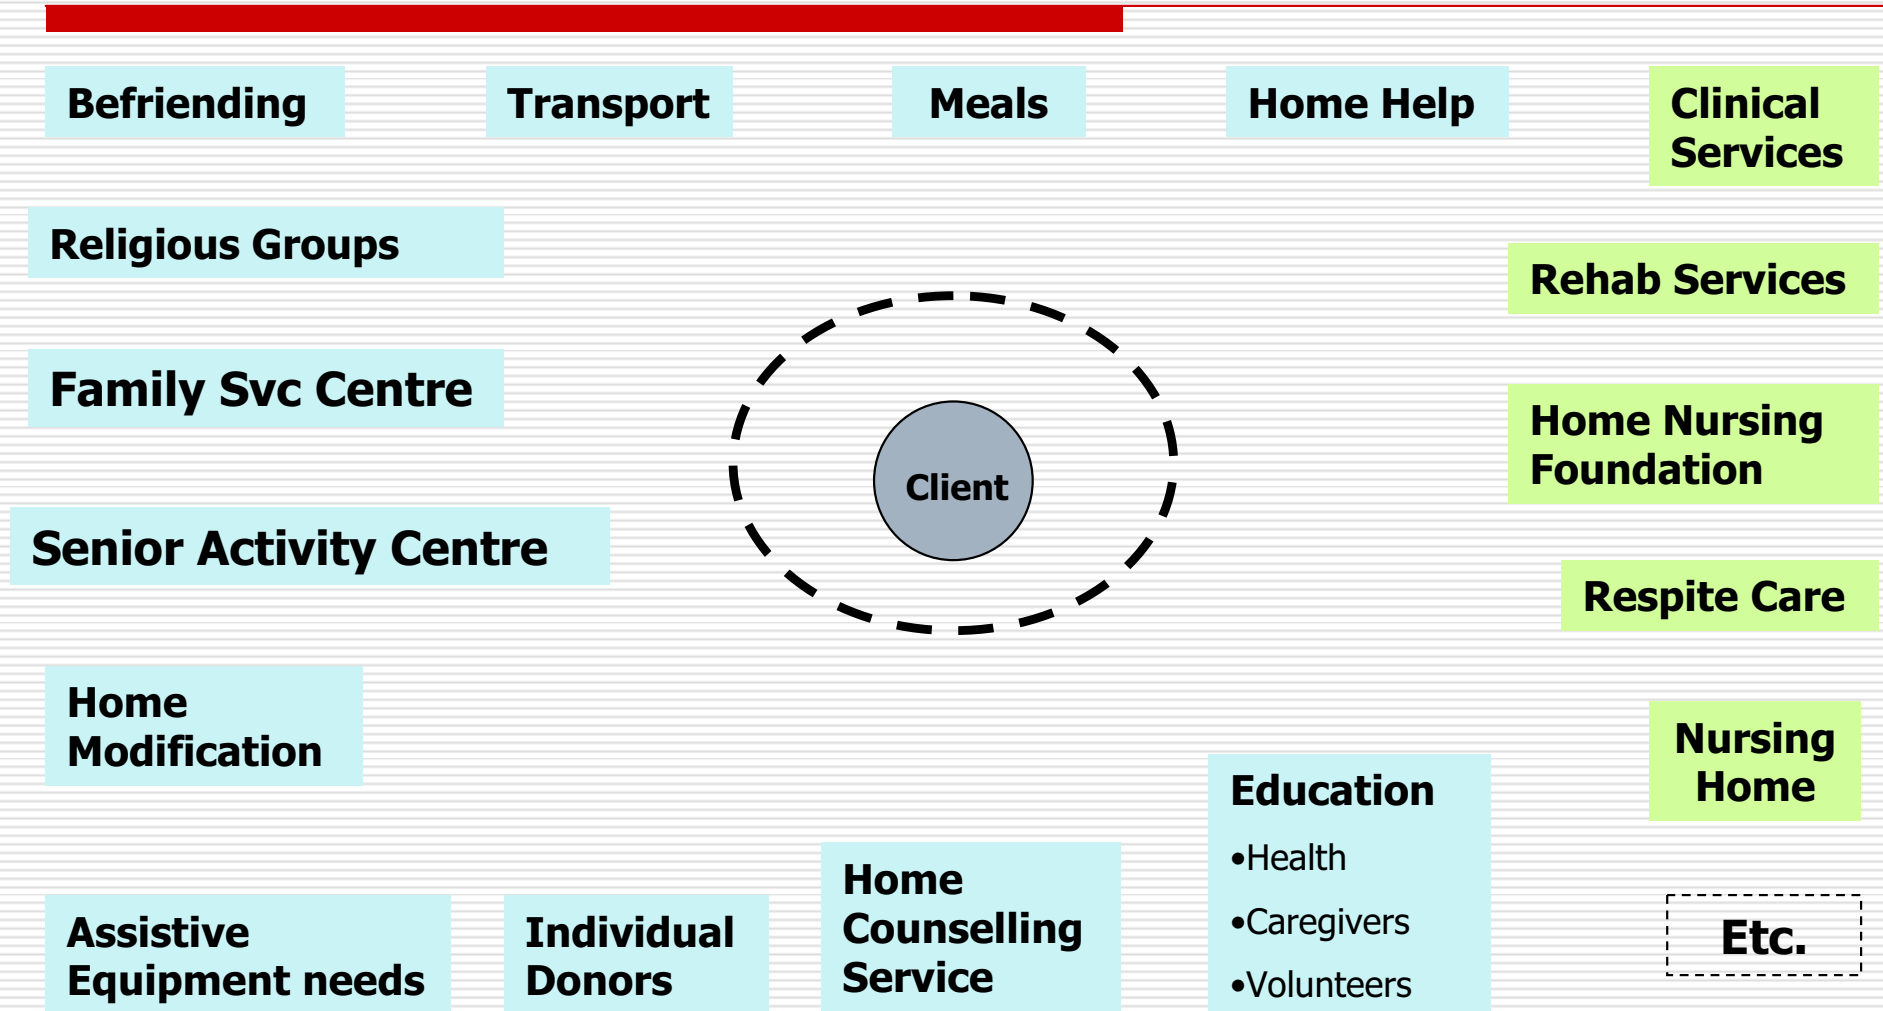 Befriending
Transport
Meals
Home Help
Clinical
Services
Religious Groups
Rehab Services
Family Svc Centre
Home Nursing
Foundation
Client
Senior Activity Centre
Respite Care
Home
Modification
Nursing
Home
Education
•Health
•Caregivers
•Volunteers
Home
Counselling
Service
Assistive
Equipment needs
Individual
Donors
Etc.